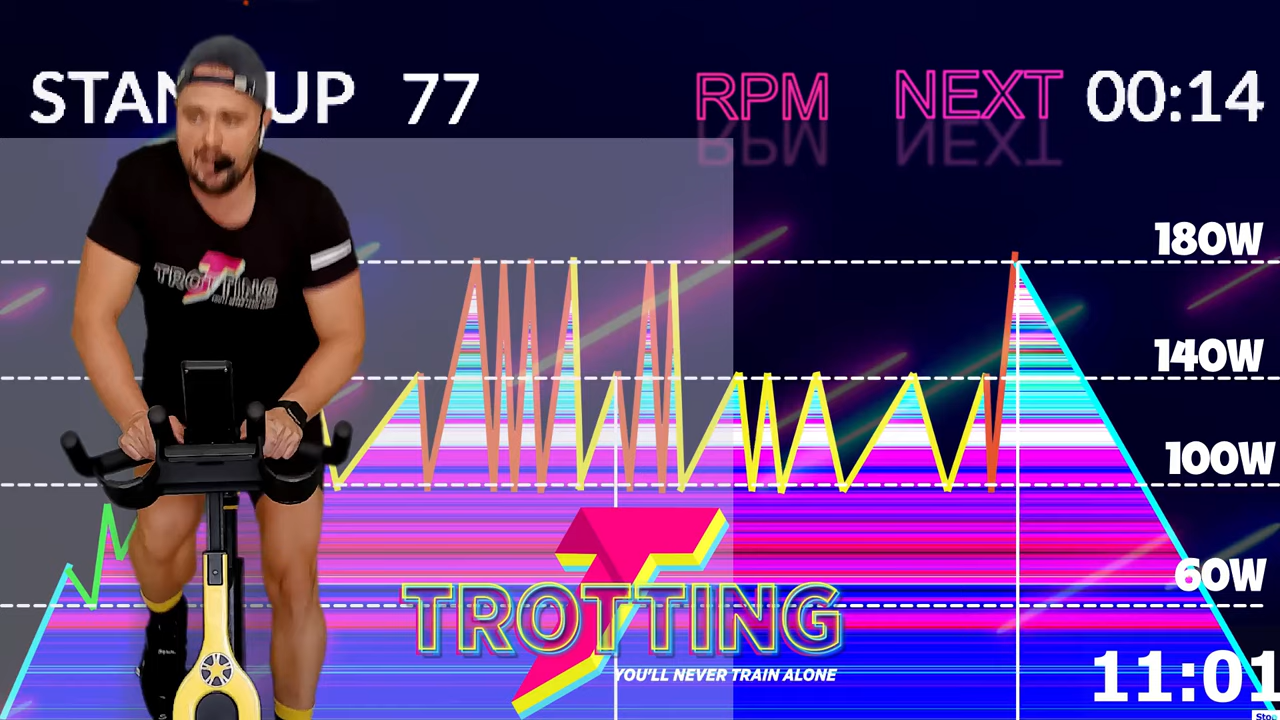 STAN UP 77 RPM NEXT 00:14
180W
140W
100W
60W
TROTTING
TROTTING
YOU'LL NEVER TRAIN ALONE
11:01